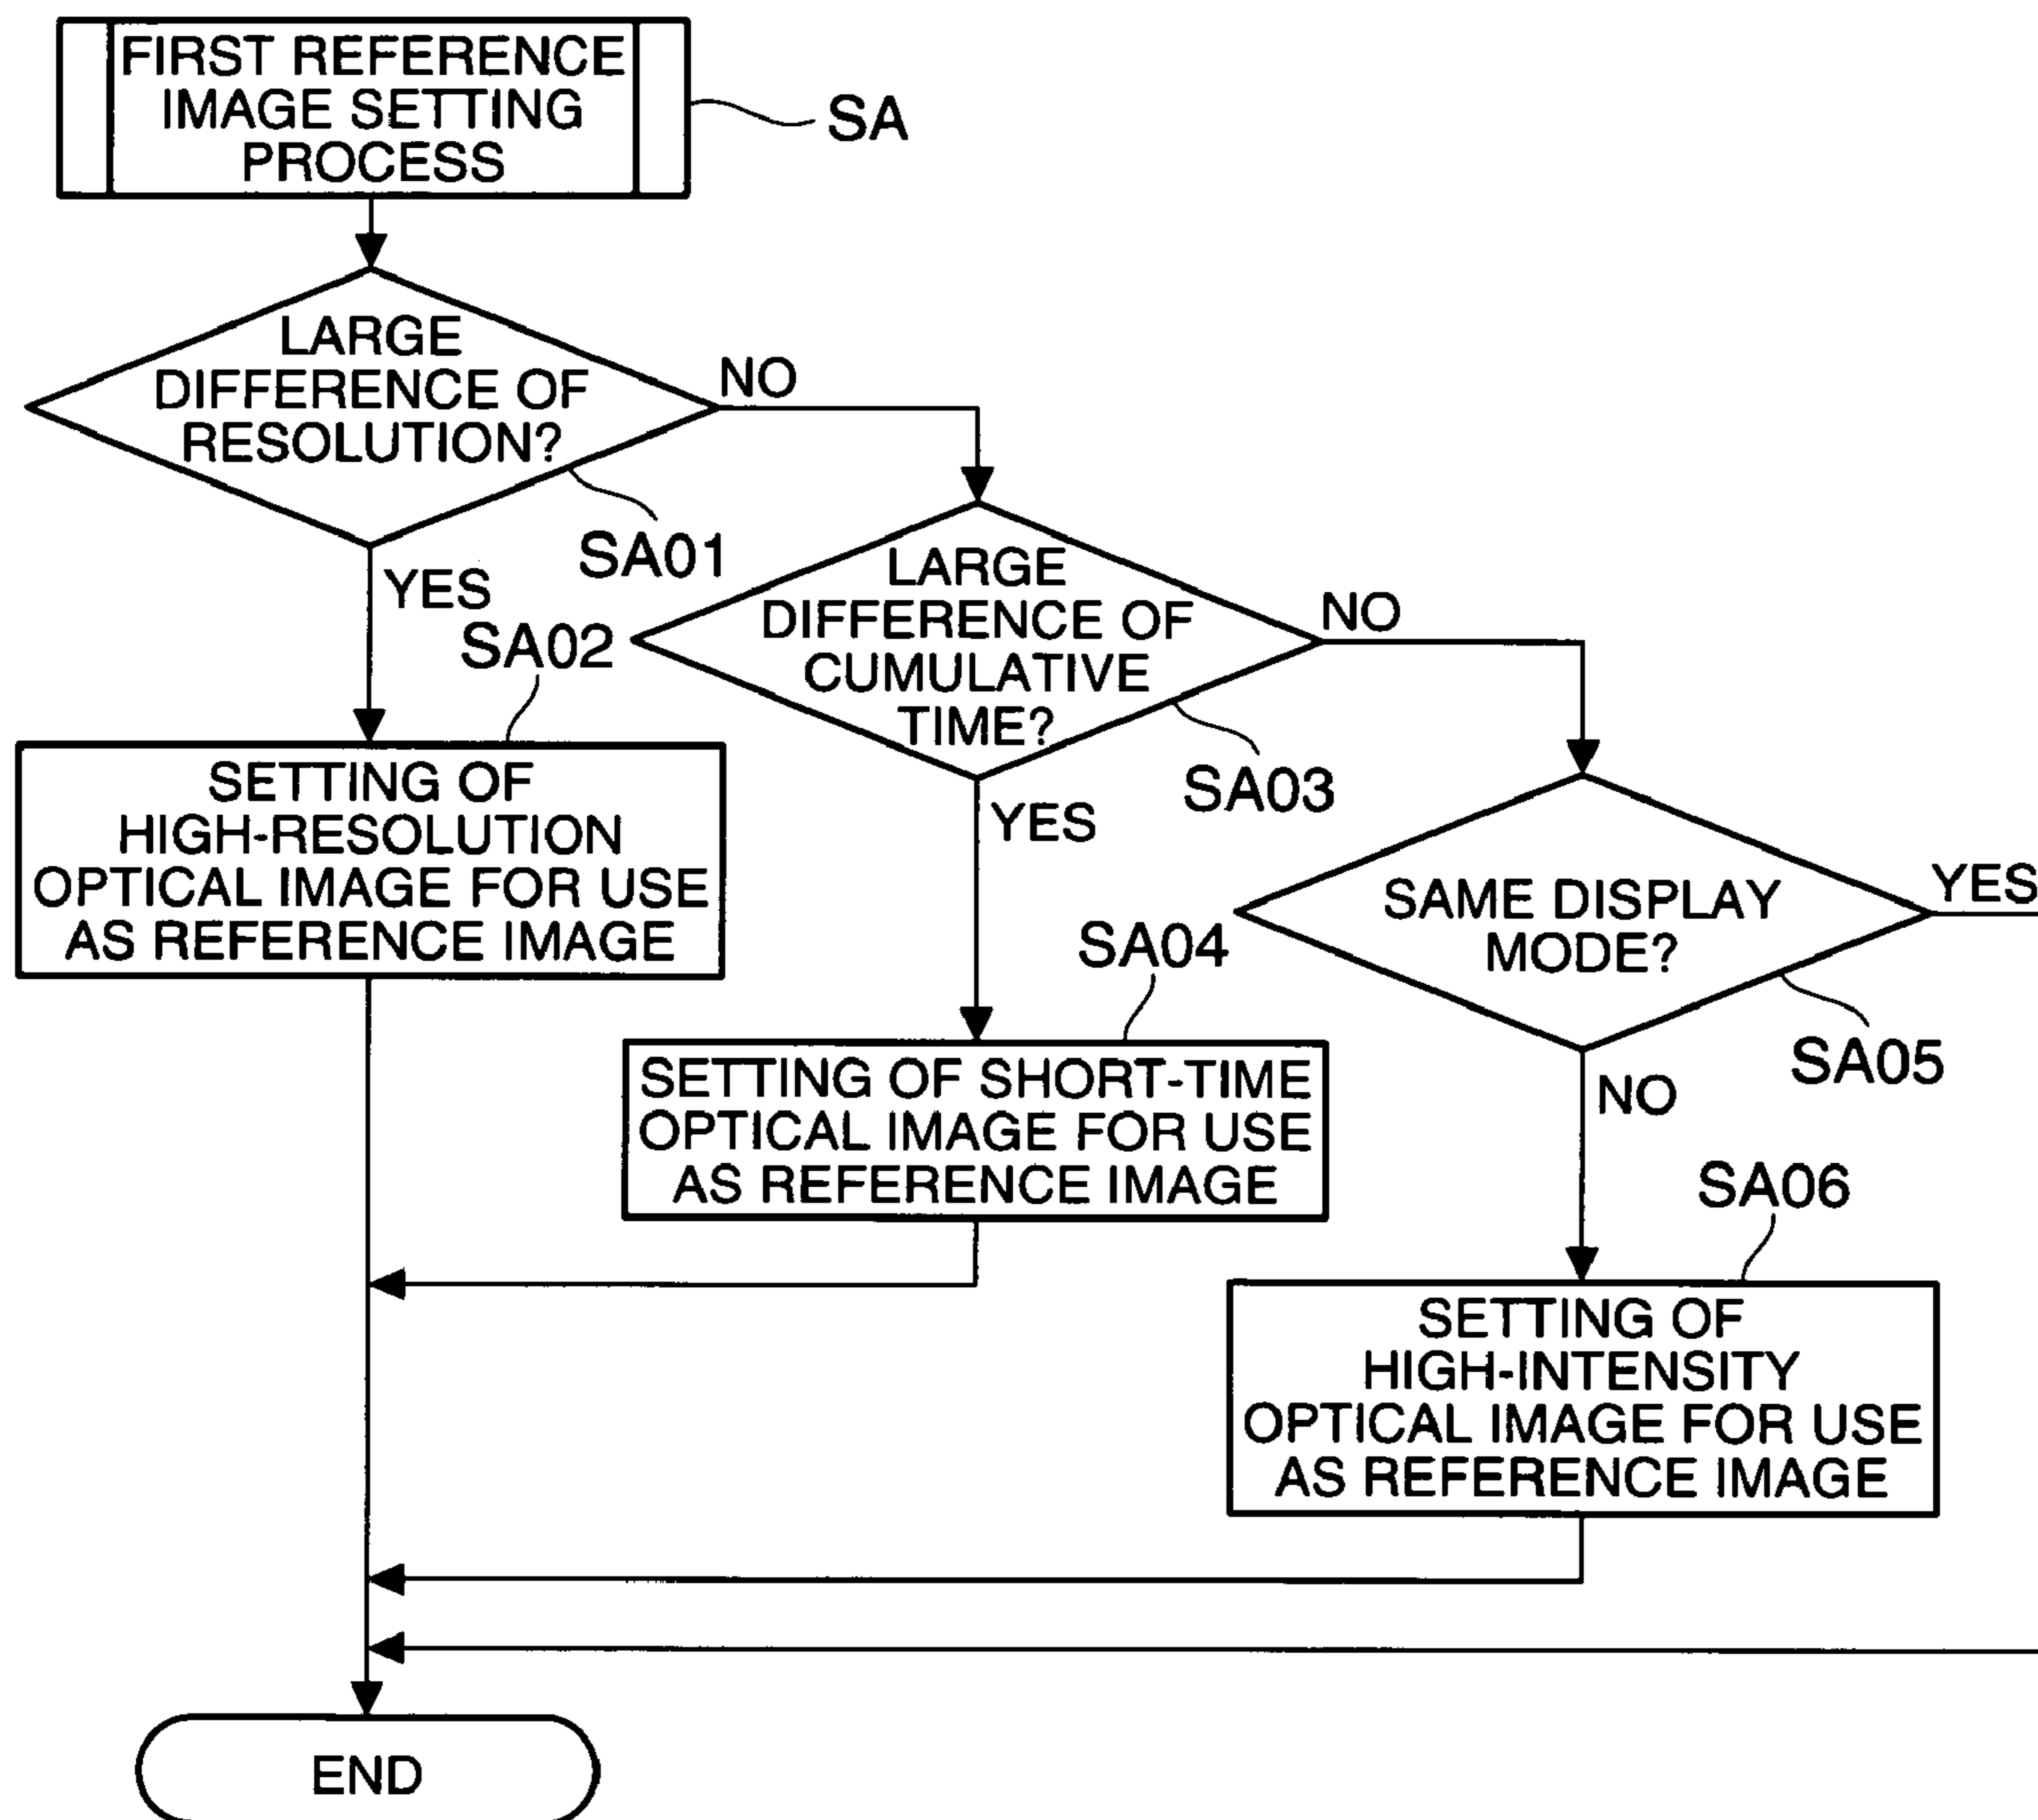 FIRST REFERENCE
IMAGE SETTING
PROCESS
SA
LARGE
DIFFERENCE OF
RESOLUTION?
NO
SA01
YES
SA02
LARGE
DIFFERENCE OF
CUMULATIVE
TIME?
NO
SA03
YES
SETTING OF
HIGH-RESOLUTION
OPTICAL IMAGE FOR USE
AS REFERENCE IMAGE
SAME DISPLAY
MODE?
YES
SA04
SA05
NO
SETTING OF SHORT-TIME
OPTICAL IMAGE FOR USE
AS REFERENCE IMAGE
SA06
SETTING OF
HIGH-INTENSITY
OPTICAL IMAGE FOR USE
AS REFERENCE IMAGE
END